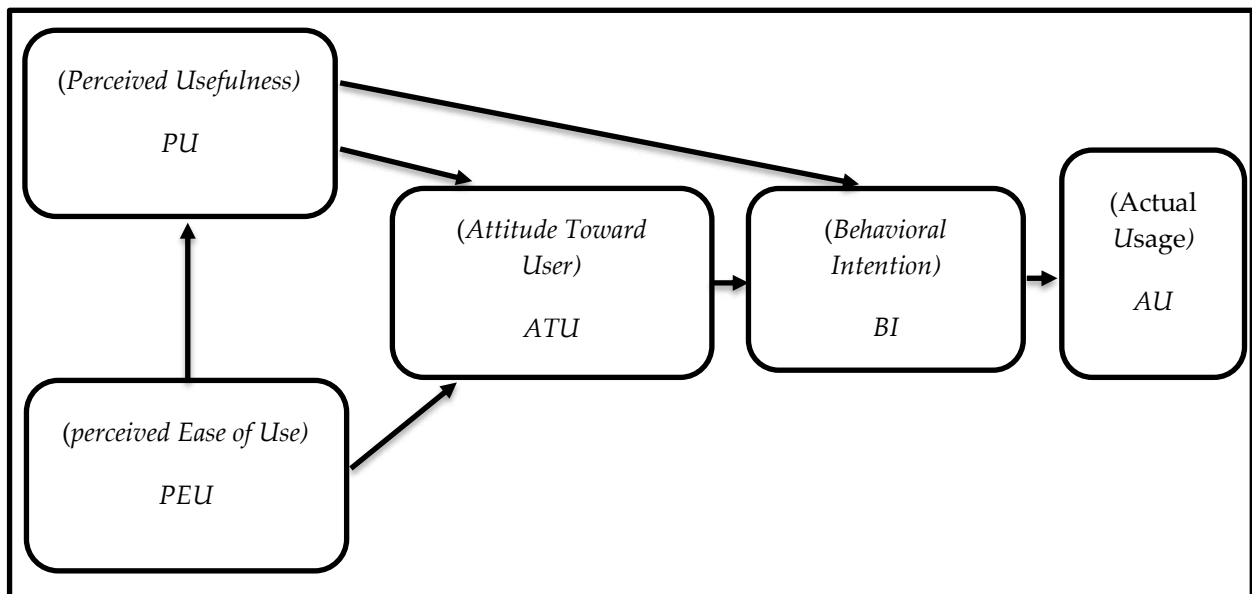 (Perceived Usefulness)
PU
(Attitude Toward
User)
ATU
(Behavioral
Intention)
BI
(Actual
Usage)
AU
(perceived Ease of Use)
PEU